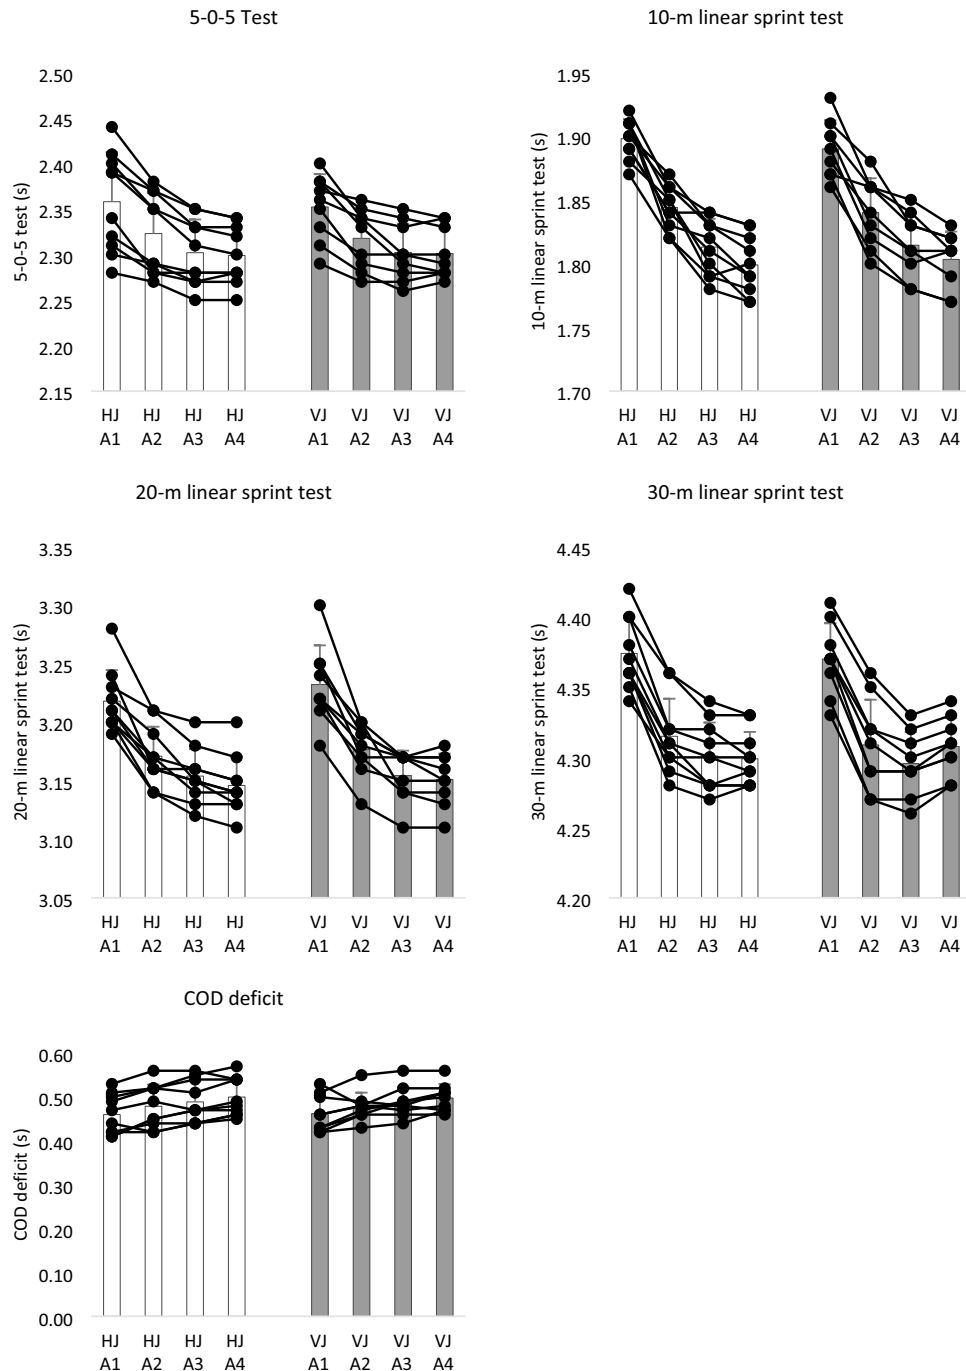 5-0-5 Test
5-0-5 test (s)
2.50
2.45
2.40
2.35
2.30
2.25
2.20
2.15
HJ HJ HJ HJ VJ VJ VJ VJ
A1 A2 A3 A4 A1 A2 A3 A4
10-m linear sprint test
10-m linear sprint test (s)
1.95
1.90
1.85
1.80
1.75
1.70
HJ HJ HJ HJ VJ VJ VJ VJ
A1 A2 A3 A4 A1 A2 A3 A4
20-m linear sprint test
20-m linear sprint test (s)
3.35
3.30
3.25
3.20
3.15
3.10
3.05
HJ HJ HJ HJ VJ VJ VJ VJ
A1 A2 A3 A4 A1 A2 A3 A4
30-m linear sprint test
30-m linear sprint test (s)
4.45
4.40
4.35
4.30
4.25
4.20
HJ HJ HJ HJ VJ VJ VJ VJ
A1 A2 A3 A4 A1 A2 A3 A4
COD deficit
COD deficit (s)
0.60
0.50
0.40
0.30
0.20
0.10
0.00
HJ HJ HJ HJ VJ VJ VJ VJ
A1 A2 A3 A4 A1 A2 A3 A4